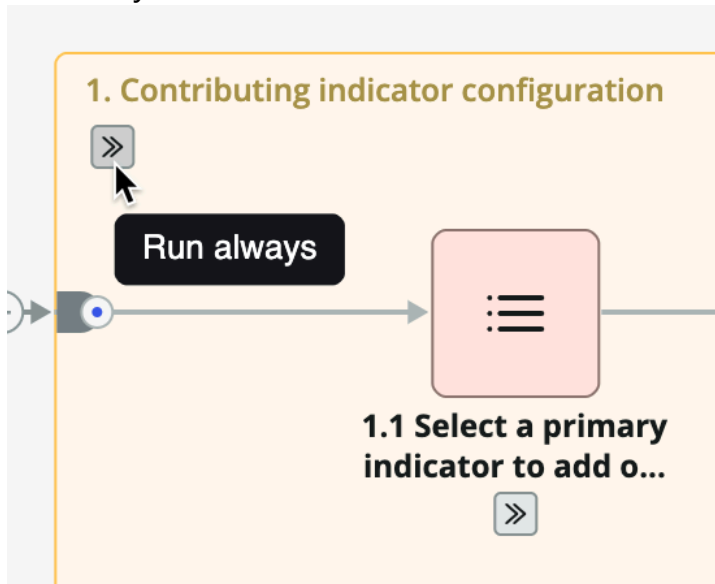 1. Contributing indicator configuration
Run always
1.1 Select a primary
indicator to add o...